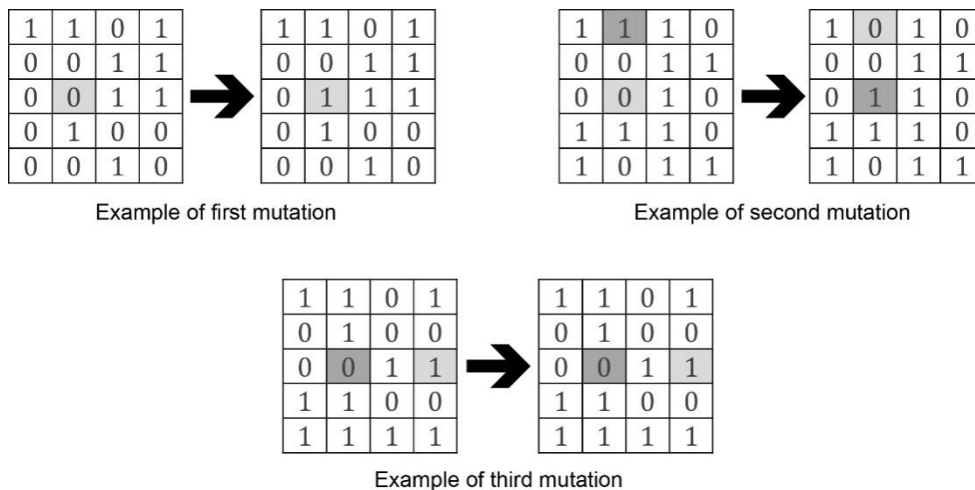 1 1 0 1 1 1 0 1
0 0 1 1 0 0 1 1
0 0 1 1 0 1 1 1
0 1 0 0 0 1 0 0
0 0 1 0 0 0 1 0
Example of first mutation
1 1 1 0 1 0 1 0
0 0 1 1 0 0 1 1
0 0 1 0 0 1 1 0
1 1 1 0 1 1 1 0
1 0 1 1 1 0 1 1
Example of second mutation
1 1 0 1 1 1 0 1
0 1 0 0 0 1 0 0
0 0 1 1 0 0 1 1
1 1 0 0 1 1 0 0
1 1 1 1 1 1 1 1
Example of third mutation